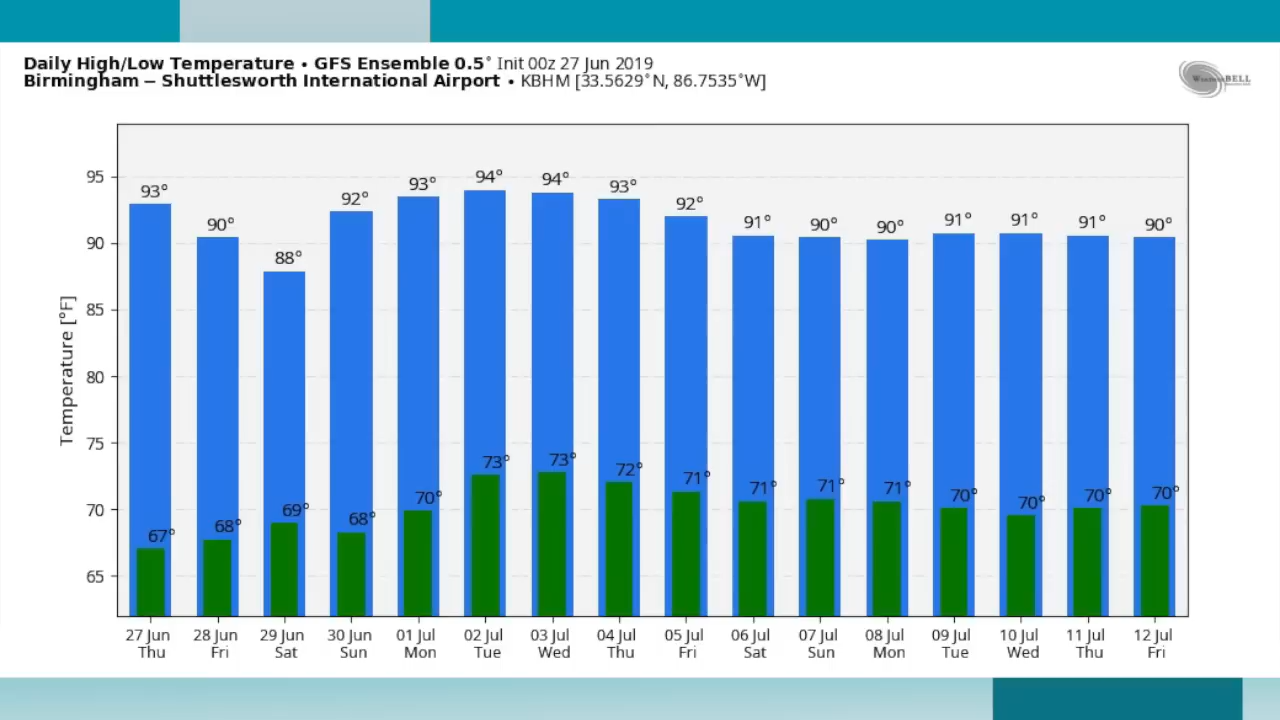 Daily High/Low Temperature • GFS Ensemble 0.5° Init 00z 27 Jun 2019
Birmingham – Shuttlesworth International Airport • KBHM [33.5629°N, 86.7535°W]
WeatherBELL
Temperature [°F]
95
90
85
80
75
70
65
93° 90° 88° 92° 93° 94° 94° 93° 92° 91° 90° 90° 91° 91° 91° 90°
67° 68° 69° 68° 70° 73° 73° 72° 71° 71° 71° 71° 70° 70° 70° 70°
27 Jun 28 Jun 29 Jun 30 Jun 01 Jul 02 Jul 03 Jul 04 Jul 05 Jul 06 Jul 07 Jul 08 Jul 09 Jul 10 Jul 11 Jul 12 Jul
Thu Fri Sat Sun Mon Tue Wed Thu Fri Sat Sun Mon Tue Wed Thu Fri